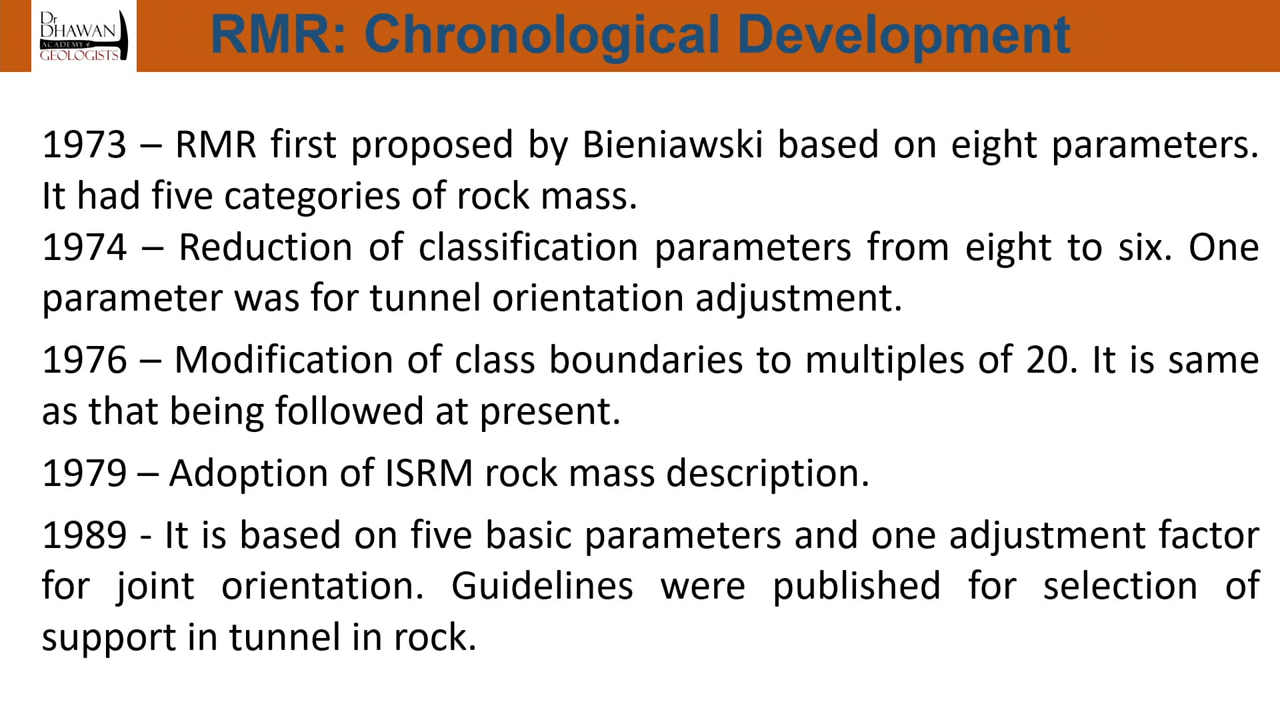 Dr
DHAWAN
ACADEMY of
GEOLOGISTS
RMR: Chronological Development
1973 – RMR first proposed by Bieniawski based on eight parameters.
It had five categories of rock mass.
1974 – Reduction of classification parameters from eight to six. One
parameter was for tunnel orientation adjustment.
1976 – Modification of class boundaries to multiples of 20. It is same
as that being followed at present.
1979 – Adoption of ISRM rock mass description.
1989 - It is based on five basic parameters and one adjustment factor
for joint orientation. Guidelines were published for selection of
support in tunnel in rock.